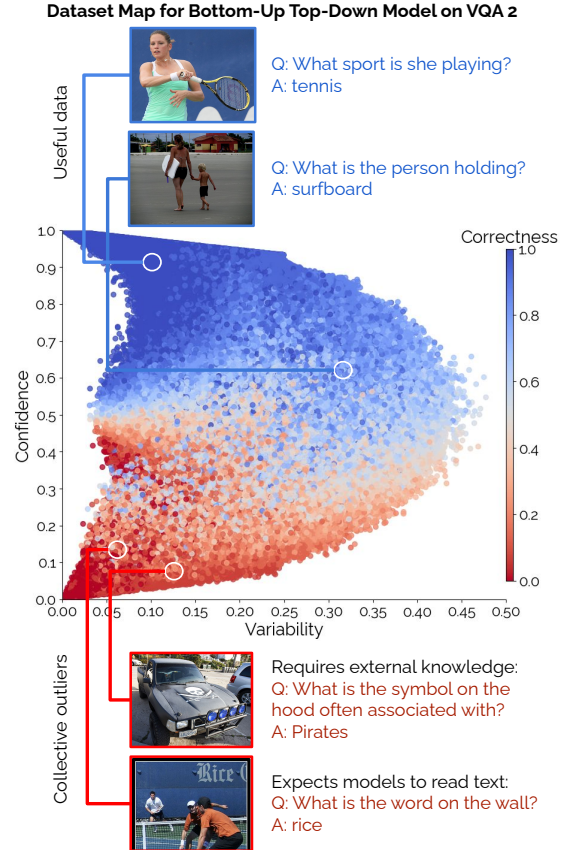 Dataset Map for Bottom-Up Top-Down Model on VQA 2
Useful data
Q: What sport is she playing?
A: tennis
Q: What is the person holding?
A: surfboard
Correctness
1.0
0.8
0.6
0.4
0.2
0.0
Confidence
1.0
0.9
0.8
0.7
0.6
0.5
0.4
0.3
0.2
0.1
0.0
0.00 0.05 0.10 0.15 0.20 0.25 0.30 0.35 0.40 0.45 0.50
Variability
Collective outliers
Requires external knowledge:
Q: What is the symbol on the
hood often associated with?
A: Pirates
Rice
Expects models to read text:
Q: What is the word on the wall?
A: rice